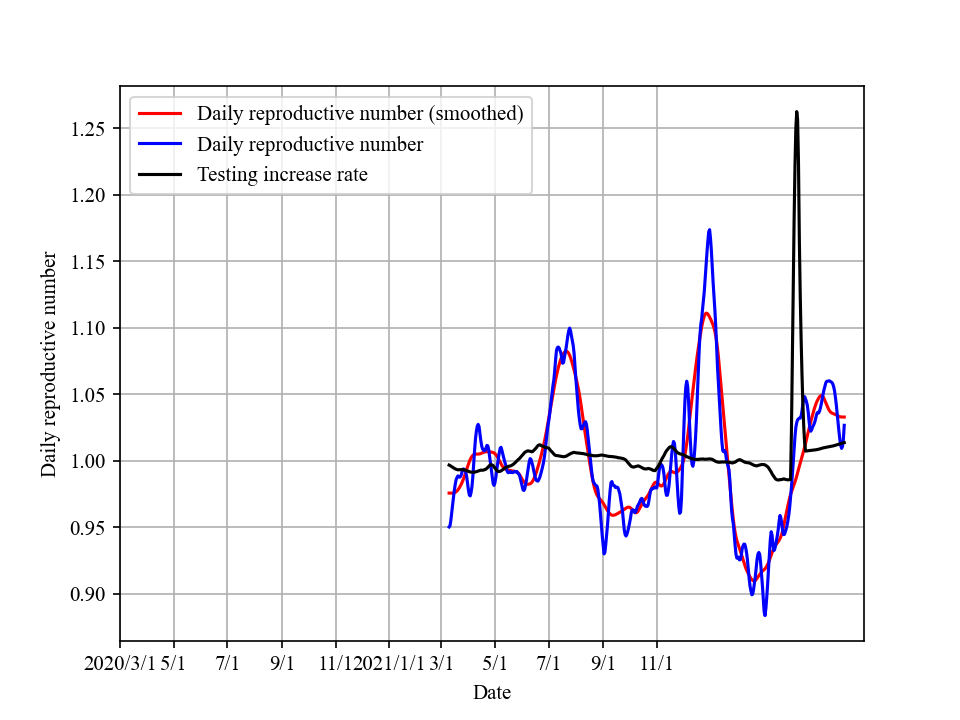 Daily reproductive number (smoothed)
Daily reproductive number
Testing increase rate
1.25
1.20
1.15
1.10
1.05
1.00
0.95
0.90
Daily reproductive number
2020/3/1 5/1 7/1 9/1 11/1 2021/1/1 3/1 5/1 7/1 9/1 11/1
Date